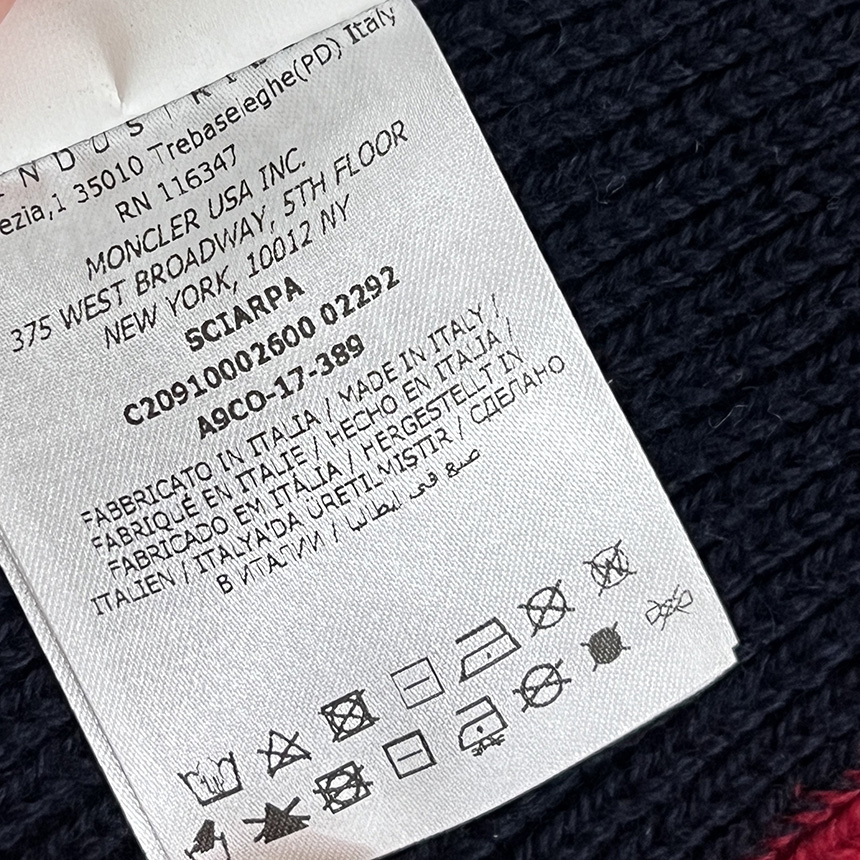 INDUSTRIES
ezia,1 35010 Trebaseleghe(PD) Italy
RN 116347
MONCLER USA INC.
375 WEST BROADWAY, 5TH FLOOR
NEW YORK, 10012 NY
SCIARPA
C20910002600 02292
A9CO-17-389
FABBRICATO IN ITALIA / MADE IN ITALY /
FABRIQUÉ EN ITALIE / HECHO EN ITALIA /
FABRICADO EM ITÁLIA / HERGESTELLT IN
ITALIEN / ITALYA'DA ÜRETILMIŞTIR / СДЕЛАНО
В ИТАЛИИ / صنع في ايطاليا